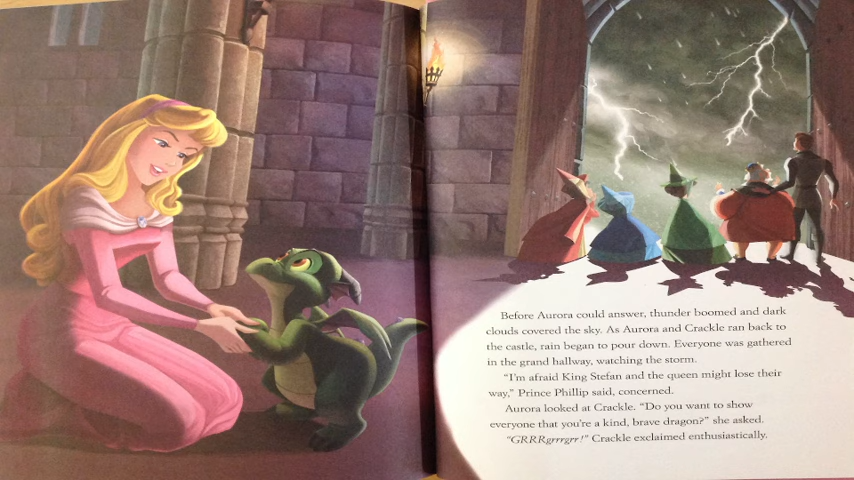 Before Aurora could answer, thunder boomed and dark
clouds covered the sky. As Aurora and Crackle ran back to
the castle, rain began to pour down. Everyone was gathered
in the grand hallway, watching the storm.
“I’m afraid King Stefan and the queen might lose their
way,” Prince Phillip said, concerned.
Aurora looked at Crackle. “Do you want to show
everyone that you’re a kind, brave dragon?” she asked.
“GRRRgrrrgrr!” Crackle exclaimed enthusiastically.